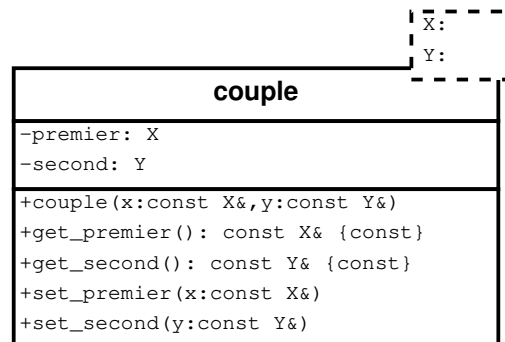 X:
Y:
couple
-premier: X
-second: Y
+couple(x:const X&,y:const Y&)
+get_premier(): const X& {const}
+get_second(): const Y& {const}
+set_premier(x:const X&)
+set_second(y:const Y&)